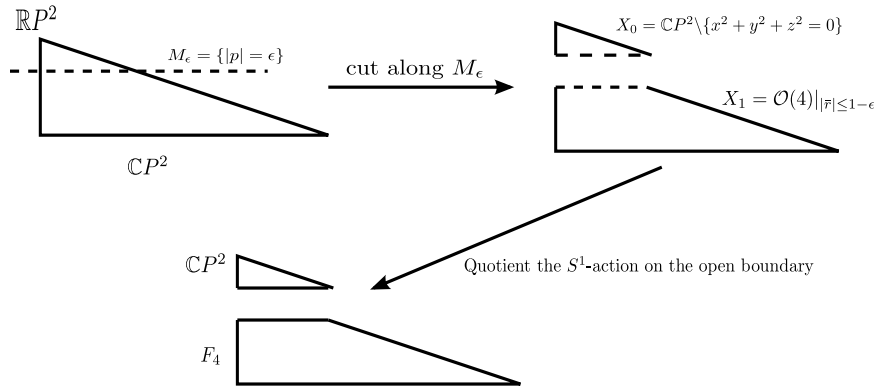 ℝP²
M_ϵ = {|p| = ϵ}
ℂP²
cut along M_ϵ
X₀ = ℂP²\{x² + y² + z² = 0}
X₁ = 𝒪(4)|_{|r̄|≤1−ϵ}
Quotient the S¹-action on the open boundary
ℂP²
F₄